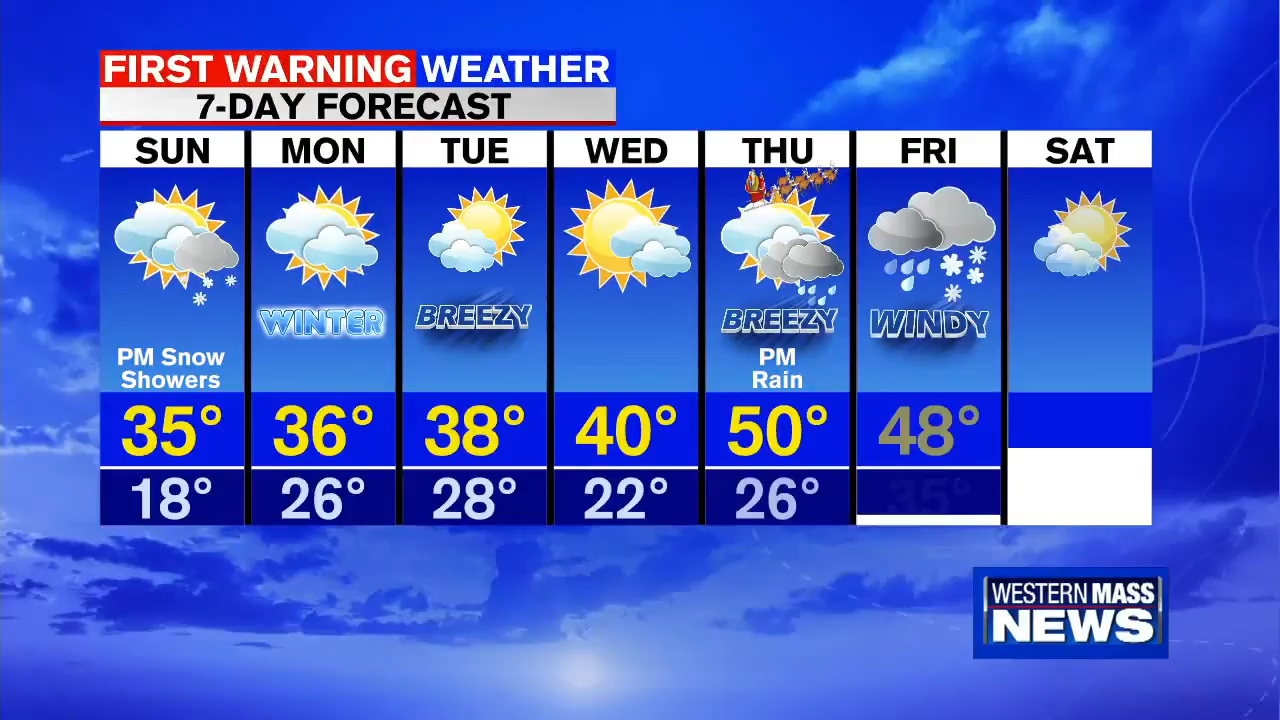 FIRST WARNING WEATHER
7-DAY FORECAST
SUN MON TUE WED THU FRI SAT
WINTER BREEZY BREEZY WINDY
PM Snow
Showers
PM
Rain
35° 36° 38° 40° 50° 48°
18° 26° 28° 22° 26° 35°
WESTERN MASS
NEWS